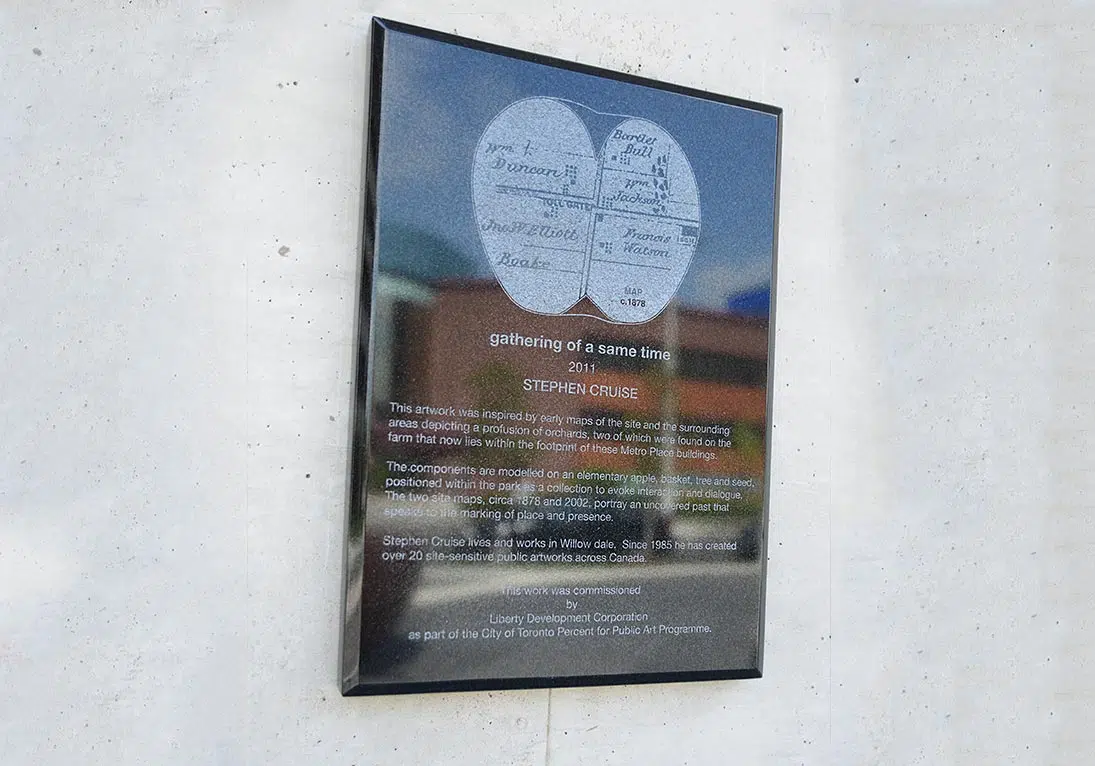 Wm
Duncan
TOLL GATE
Jno W. Elliott
Boake
Bartlet
Bull
Wm
Jackson
Francis
Watson
MAP
c.1878
gathering of a same time
2011
STEPHEN CRUiSE
This artwork was inspired by early maps of the site and the surrounding
areas depicting a profusion of orchards, two of which were found on the
farm that now lies within the footprint of these Metro Place buildings.
The components are modelled on an elementary apple, basket, tree and seed,
positioned within the park as a collection to evoke interaction and dialogue.
The two site maps, circa 1878 and 2002, portray an uncovered past that
speaks to the marking of place and presence.
Stephen Cruise lives and works in Willow dale. Since 1985 he has created
over 20 site-sensitive public artworks across Canada.
This work was commissioned
by
Liberty Development Corporation
as part of the City of Toronto Percent for Public Art Programme.